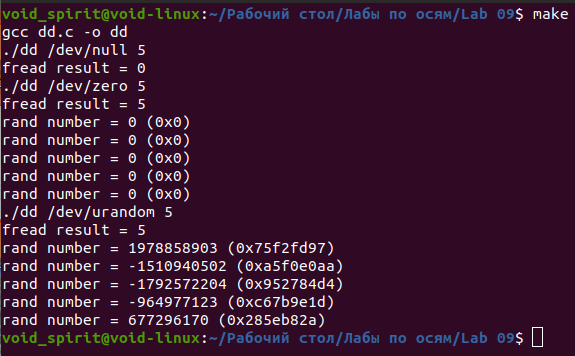 void_spirit@void-linux:~/Рабочий стол/Лабы по осям/Lab 09$ make
gcc dd.c -o dd
./dd /dev/null 5
fread result = 0
./dd /dev/zero 5
fread result = 5
rand number = 0 (0x0)
rand number = 0 (0x0)
rand number = 0 (0x0)
rand number = 0 (0x0)
rand number = 0 (0x0)
./dd /dev/urandom 5
fread result = 5
rand number = 1978858903 (0x75f2fd97)
rand number = -1510940502 (0xa5f0e0aa)
rand number = -1792572204 (0x952784d4)
rand number = -964977123 (0xc67b9e1d)
rand number = 677296170 (0x285eb82a)
void_spirit@void-linux:~/Рабочий стол/Лабы по осям/Lab 09$